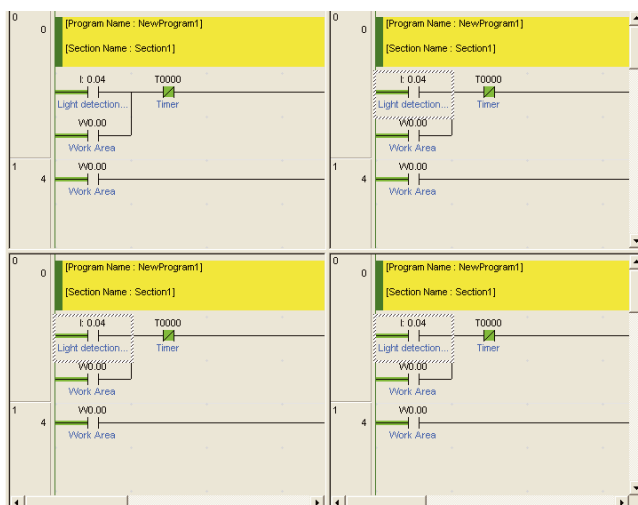 0
0
[Program Name : NewProgram1]
[Section Name : Section1]
I: 0.04 T0000
Light detection... Timer
W0.00
Work Area
1
4
W0.00
Work Area
0
0
[Program Name : NewProgram1]
[Section Name : Section1]
I: 0.04 T0000
Light detection... Timer
W0.00
Work Area
1
4
W0.00
Work Area
0
0
[Program Name : NewProgram1]
[Section Name : Section1]
I: 0.04 T0000
Light detection... Timer
W0.00
Work Area
1
4
W0.00
Work Area
0
0
[Program Name : NewProgram1]
[Section Name : Section1]
I: 0.04 T0000
Light detection... Timer
W0.00
Work Area
1
4
W0.00
Work Area